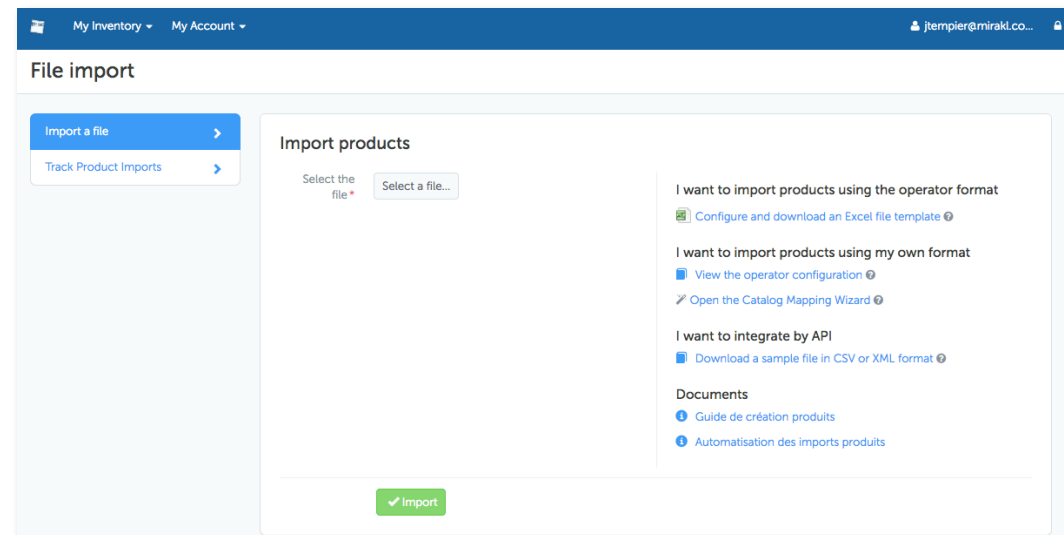 My Inventory My Account jtempier@mirakl.co...
File import
Import a file
Track Product Imports
Import products
Select the
file*
Select a file...
I want to import products using the operator format
Configure and download an Excel file template
I want to import products using my own format
View the operator configuration
Open the Catalog Mapping Wizard
I want to integrate by API
Download a sample file in CSV or XML format
Documents
Guide de création produits
Automatisation des imports produits
Import